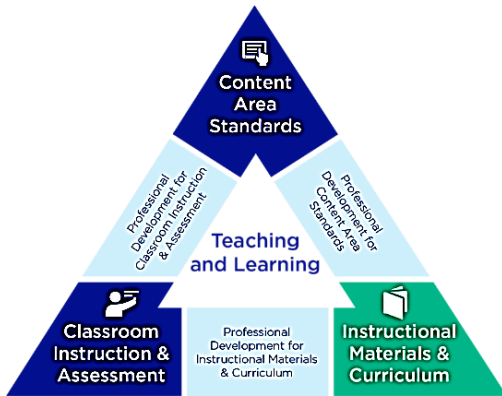 Content
Area
Standards
Professional
Development for
Classroom Instruction
& Assessment
Professional
Development for
Content Area
Standards
Teaching
and Learning
Classroom
Instruction &
Assessment
Professional
Development for
Instructional Materials
& Curriculum
Instructional
Materials &
Curriculum